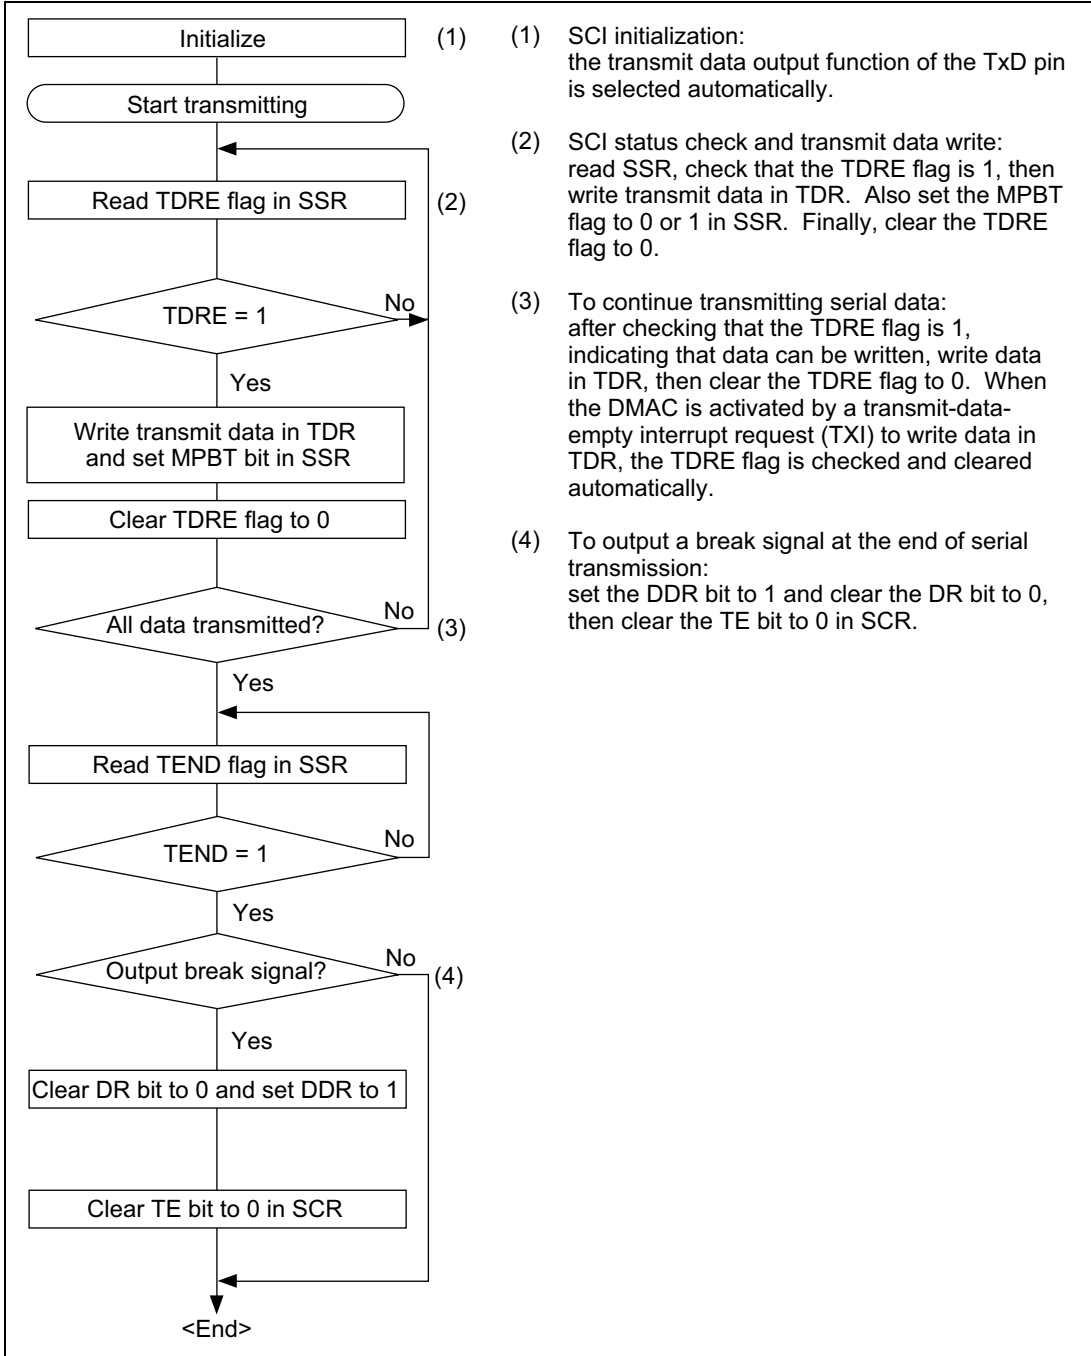 Initialize
(1)
Start transmitting
Read TDRE flag in SSR
(2)
TDRE = 1
No
Yes
Write transmit data in TDR
and set MPBT bit in SSR
Clear TDRE flag to 0
All data transmitted?
No
(3)
Yes
Read TEND flag in SSR
TEND = 1
No
Yes
Output break signal?
No
(4)
Yes
Clear DR bit to 0 and set DDR to 1
Clear TE bit to 0 in SCR
<End>
(1) SCI initialization:
the transmit data output function of the TxD pin
is selected automatically.
(2) SCI status check and transmit data write:
read SSR, check that the TDRE flag is 1, then
write transmit data in TDR. Also set the MPBT
flag to 0 or 1 in SSR. Finally, clear the TDRE
flag to 0.
(3) To continue transmitting serial data:
after checking that the TDRE flag is 1,
indicating that data can be written, write data
in TDR, then clear the TDRE flag to 0. When
the DMAC is activated by a transmit-data-
empty interrupt request (TXI) to write data in
TDR, the TDRE flag is checked and cleared
automatically.
(4) To output a break signal at the end of serial
transmission:
set the DDR bit to 1 and clear the DR bit to 0,
then clear the TE bit to 0 in SCR.